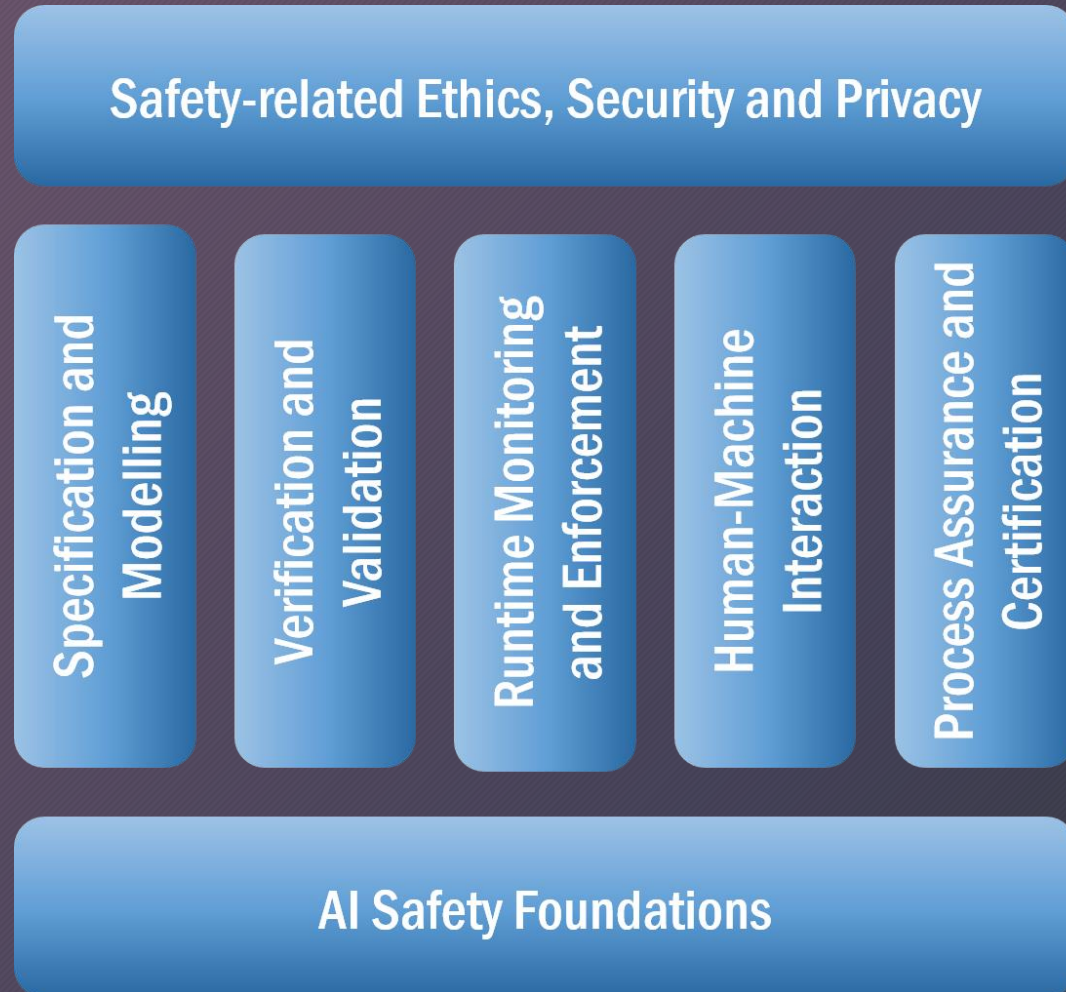 Safety-related Ethics, Security and Privacy
Specification and
Modelling
Verification and
Validation
Runtime Monitoring
and Enforcement
Human-Machine
Interaction
Process Assurance and
Certification
AI Safety Foundations